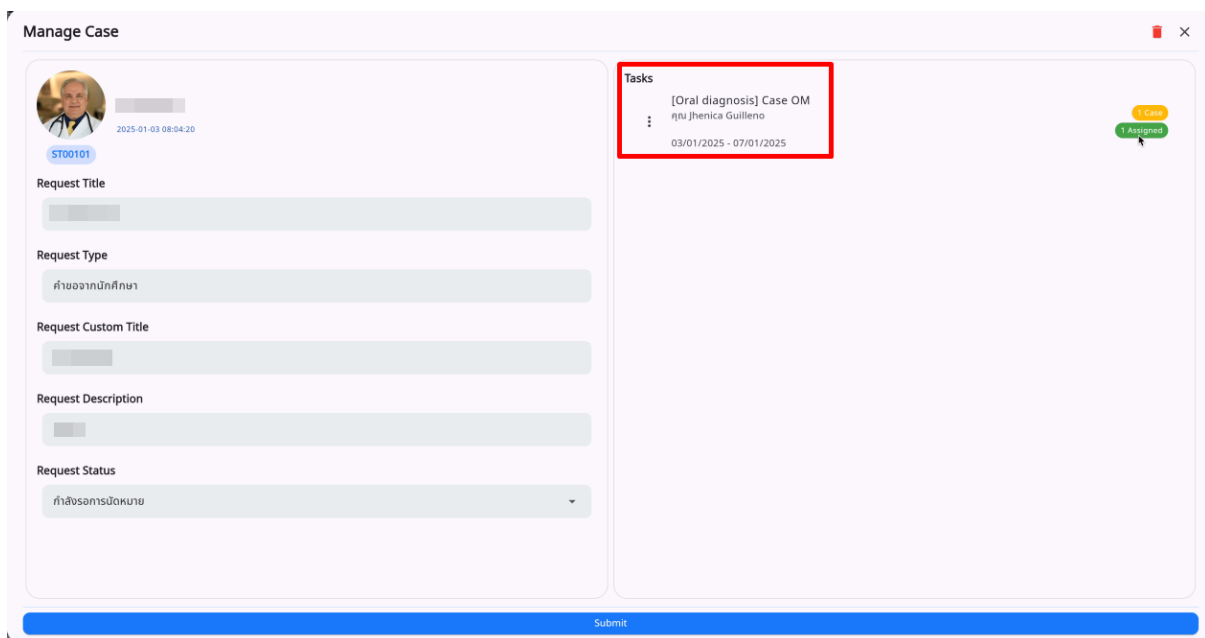 Manage Case
2025-01-03 08:04:20
ST00101
Request Title
Request Type
คำขอจากนักศึกษา
Request Custom Title
Request Description
Request Status
กำลังรอการนัดหมาย
Tasks
[Oral diagnosis] Case OM
คุณ Jhenica Guilleno
03/01/2025 - 07/01/2025
1 Case
1 Assigned
Submit